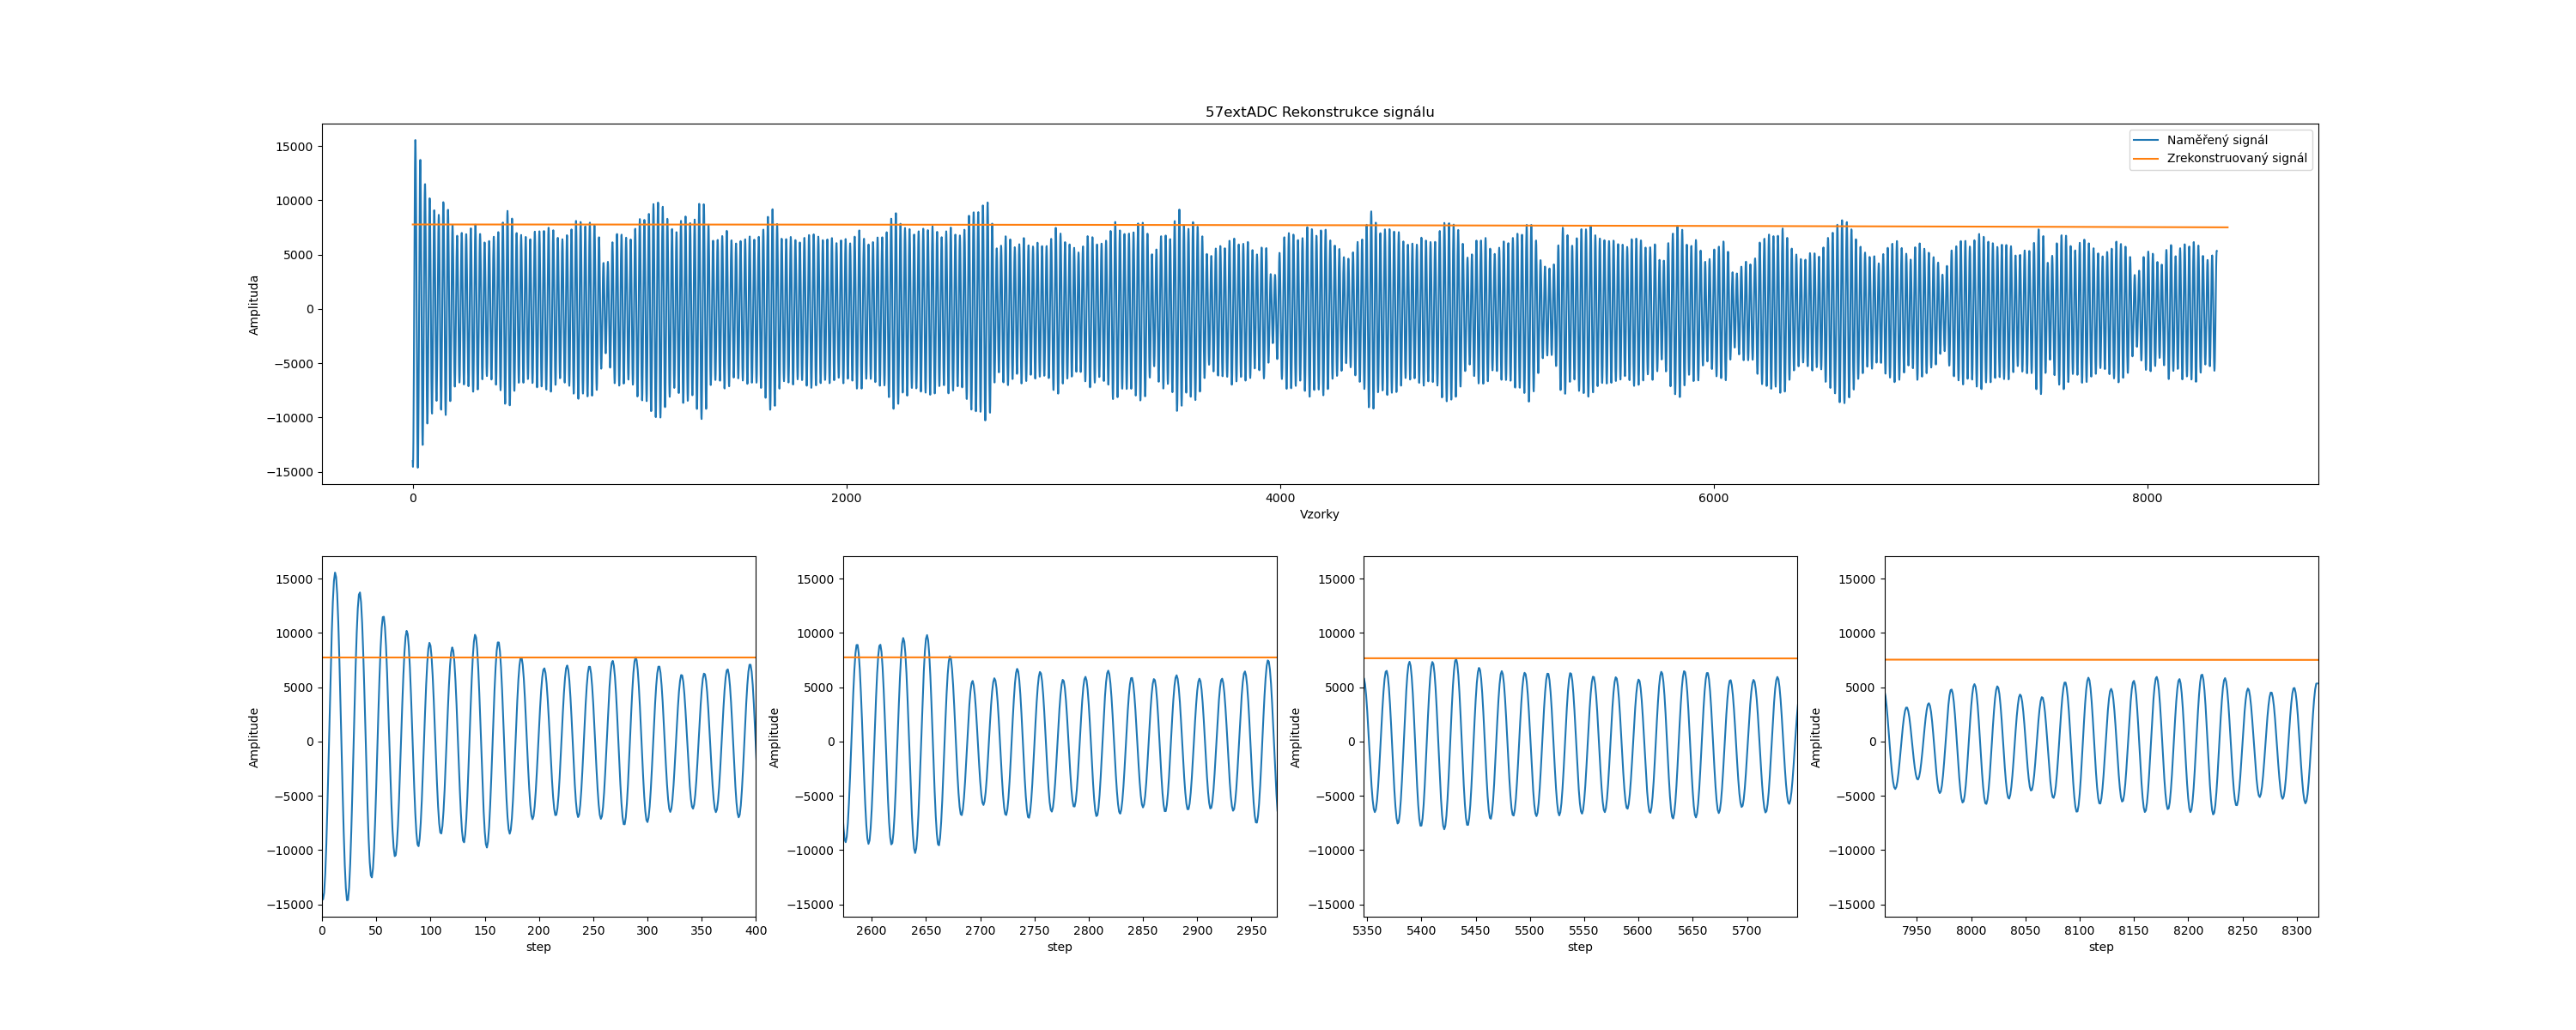 57extADC Rekonstrukce signálu
Naměřený signál
Zrekonstruovaný signál
15000
10000
5000
0
−5000
−10000
−15000
Amplituda
0 2000 4000 6000 8000
Vzorky
15000
10000
5000
0
−5000
−10000
−15000
Amplitude
0 50 100 150 200 250 300 350 400
step
15000
10000
5000
0
−5000
−10000
−15000
Amplitude
2600 2650 2700 2750 2800 2850 2900 2950
step
15000
10000
5000
0
−5000
−10000
−15000
Amplitude
5350 5400 5450 5500 5550 5600 5650 5700
step
15000
10000
5000
0
−5000
−10000
−15000
Amplitude
7950 8000 8050 8100 8150 8200 8250 8300
step